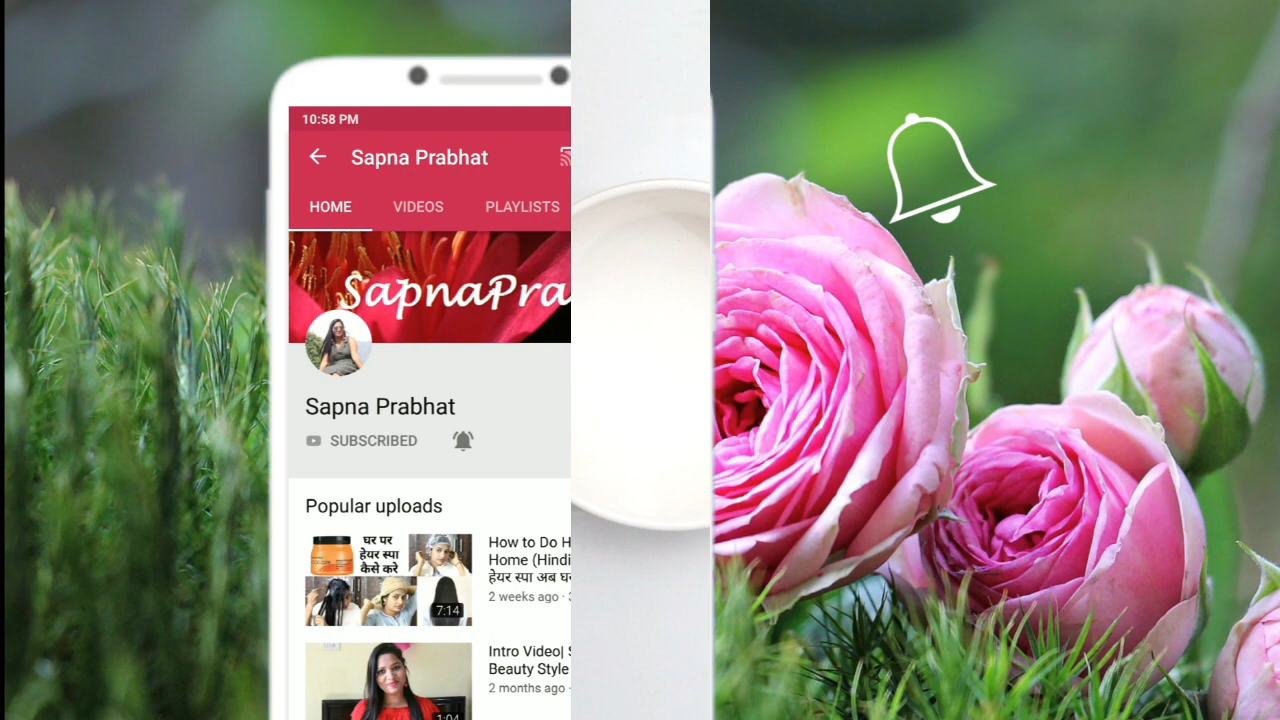 10:58 PM
Sapna Prabhat
HOME VIDEOS PLAYLISTS
SapnaPra
Sapna Prabhat
SUBSCRIBED
Popular uploads
घर पर
हेयर स्पा
कैसे करे
7:14
How to Do H
Home (Hindi
हेयर स्पा अब घ
2 weeks ago ·
Intro Video| S
Beauty Style
2 months ago ·
1:04